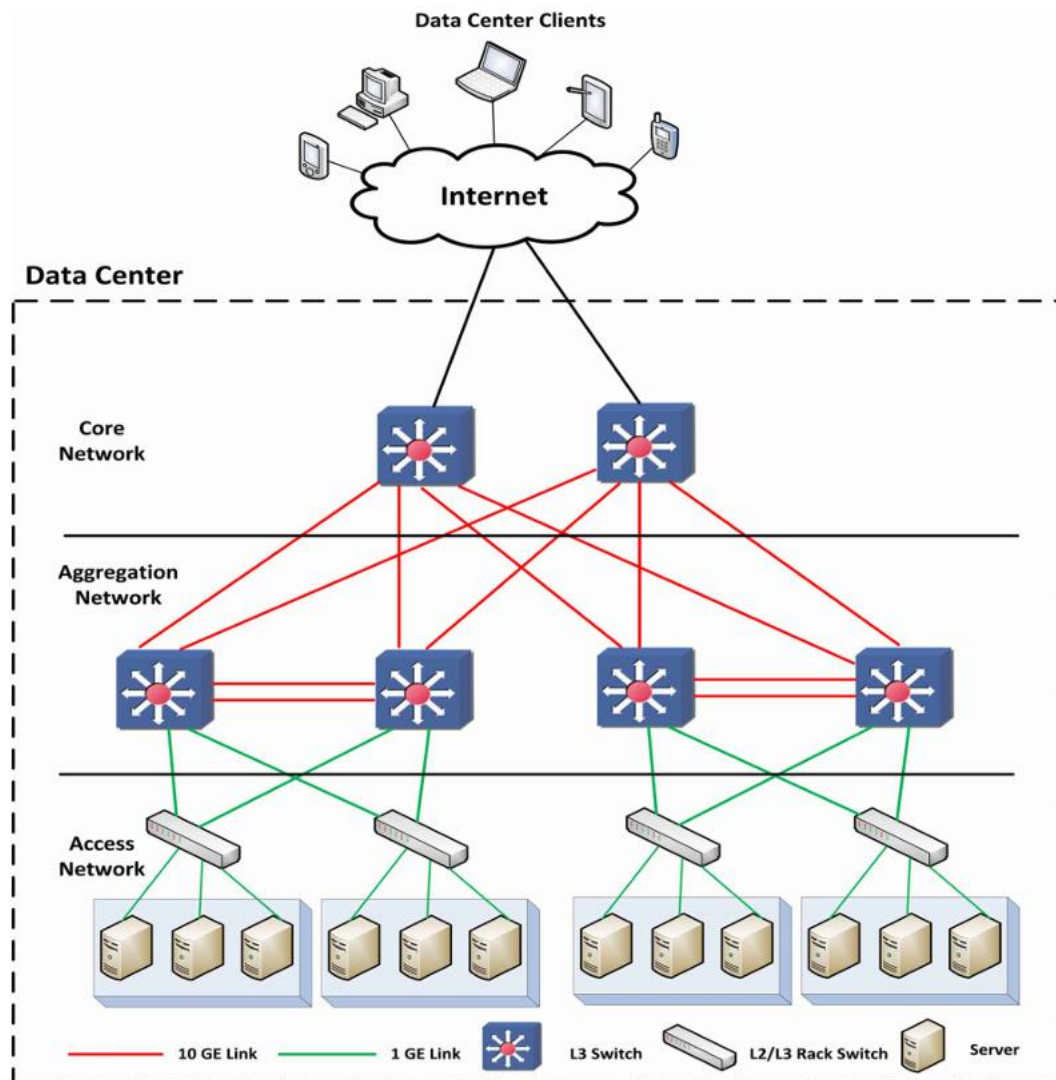 Data Center Clients
Internet
Data Center
Core
Network
Aggregation
Network
Access
Network
10 GE Link
1 GE Link
L3 Switch
L2/L3 Rack Switch
Server